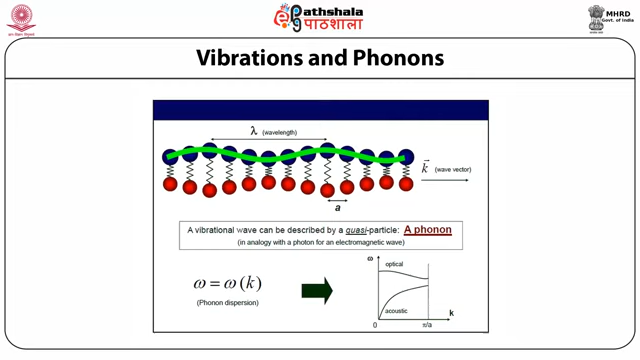 Pathshala
पाठशाला
MHRD
Govt. of India
Vibrations and Phonons
λ (wavelength)
k (wave vector)
a
A vibrational wave can be described by a quasi-particle: A phonon
(in analogy with a photon for an electromagnetic wave)
ω = ω (k)
(Phonon dispersion)
ω
optical
acoustic
k
0
π/a